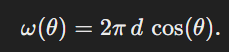 ω(θ) = 2π d cos(θ).